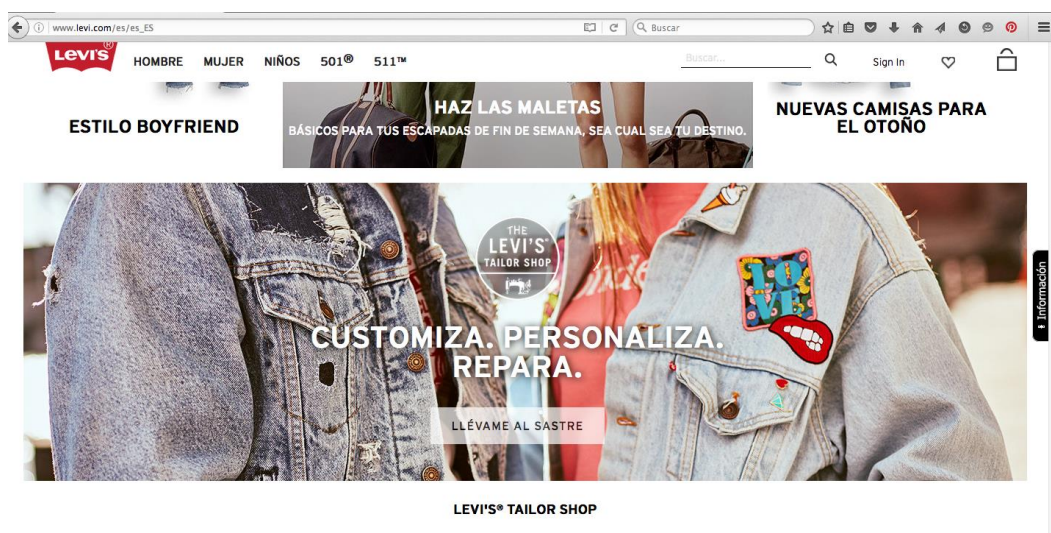 www.levi.com/es/es_ES
Buscar
LEVI'S®
HOMBRE MUJER NIÑOS 501® 511™
Buscar...
Sign In
ESTILO BOYFRIEND
HAZ LAS MALETAS
BÁSICOS PARA TUS ESCAPADAS DE FIN DE SEMANA, SEA CUAL SEA TU DESTINO.
NUEVAS CAMISAS PARA
EL OTOÑO
THE
LEVI'S®
TAILOR SHOP
LOVE
CUSTOMIZA. PERSONALIZA.
REPARA.
LLÉVAME AL SASTRE
Información
LEVI'S® TAILOR SHOP